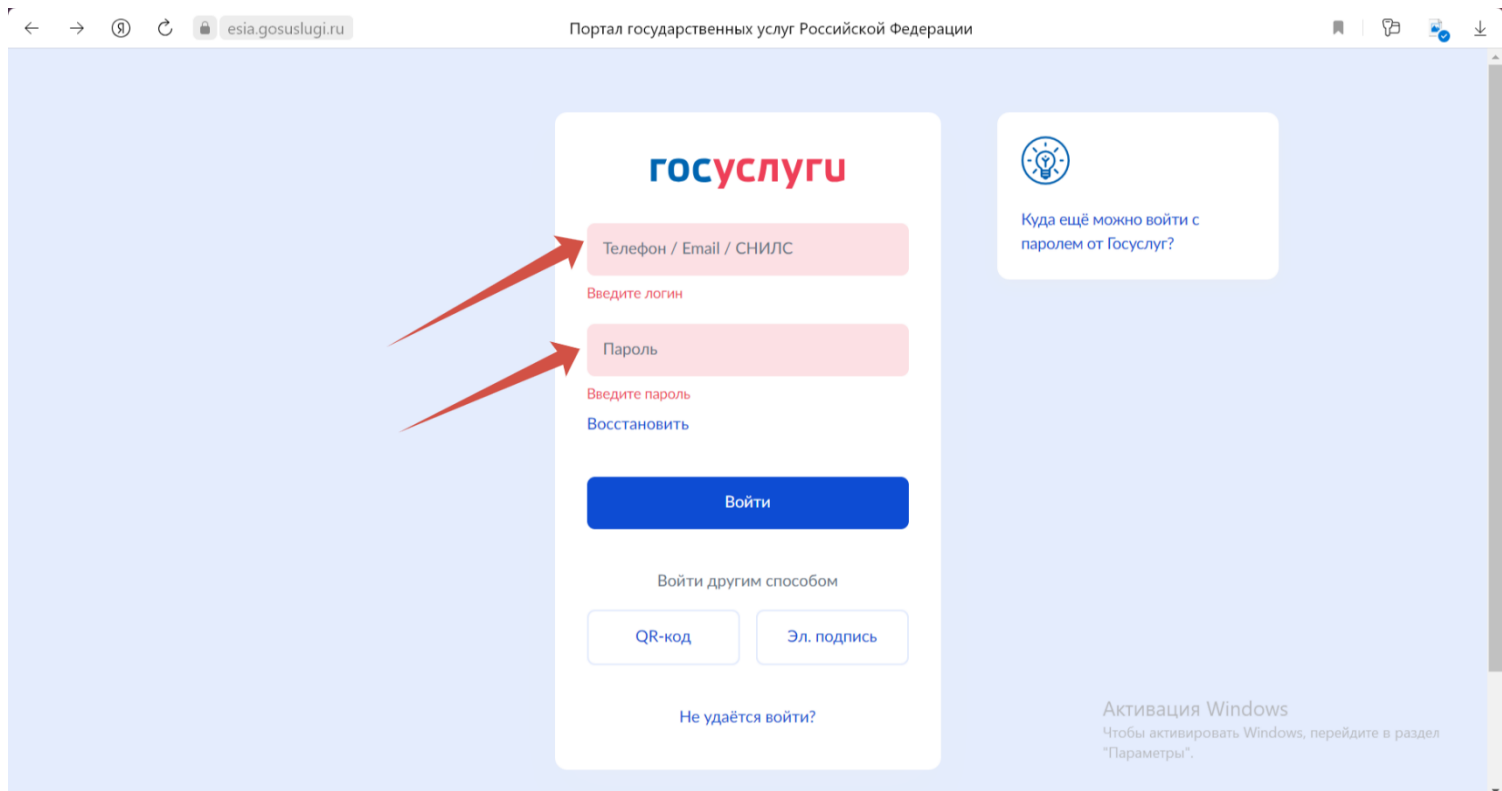 esia.gosuslugi.ru
Портал государственных услуг Российской Федерации
госуслуги
Телефон / Email / СНИЛС
Введите логин
Пароль
Введите пароль
Восстановить
Войти
Войти другим способом
QR-код
Эл. подпись
Не удаётся войти?
Куда ещё можно войти с
паролем от Госуслуг?
Активация Windows
Чтобы активировать Windows, перейдите в раздел
"Параметры".